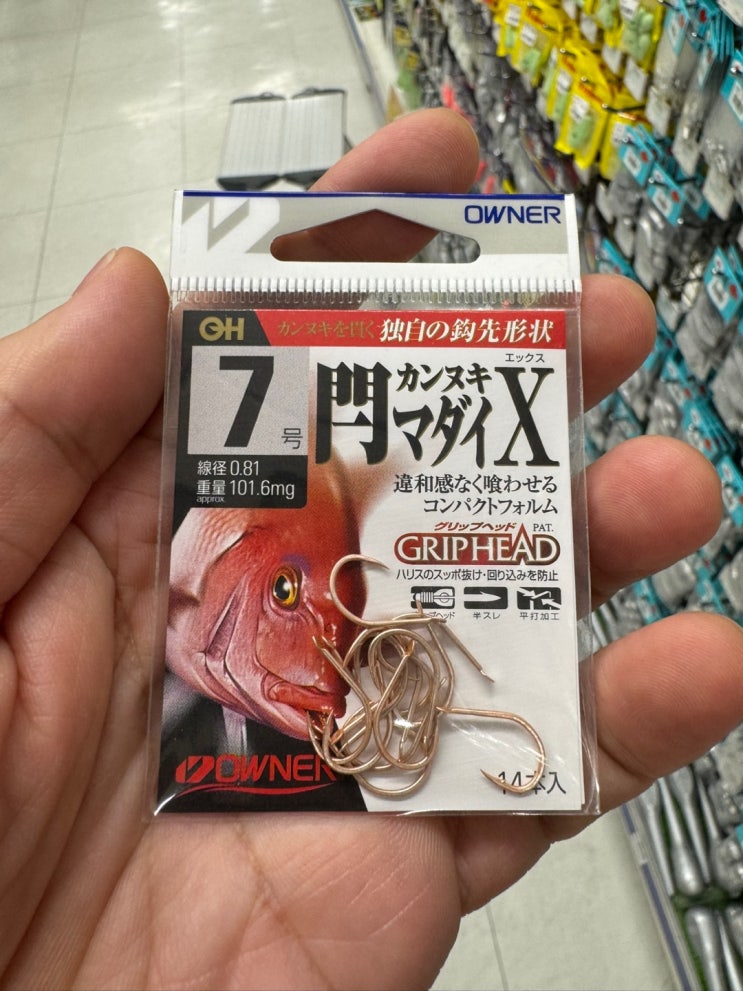 OWNER
OH
カンヌキを貫く 独自の鈎先形状
7号
線径 0.81
重量 101.6mg
approx.
閂 カンヌキ マダイ X
エックス
違和感なく喰わせる
コンパクトフォルム
グリップヘッド
PAT.
GRIPHEAD
ハリスのスッポ抜け・回り込みを防止
半スレ
平打加工
OWNER
14本入